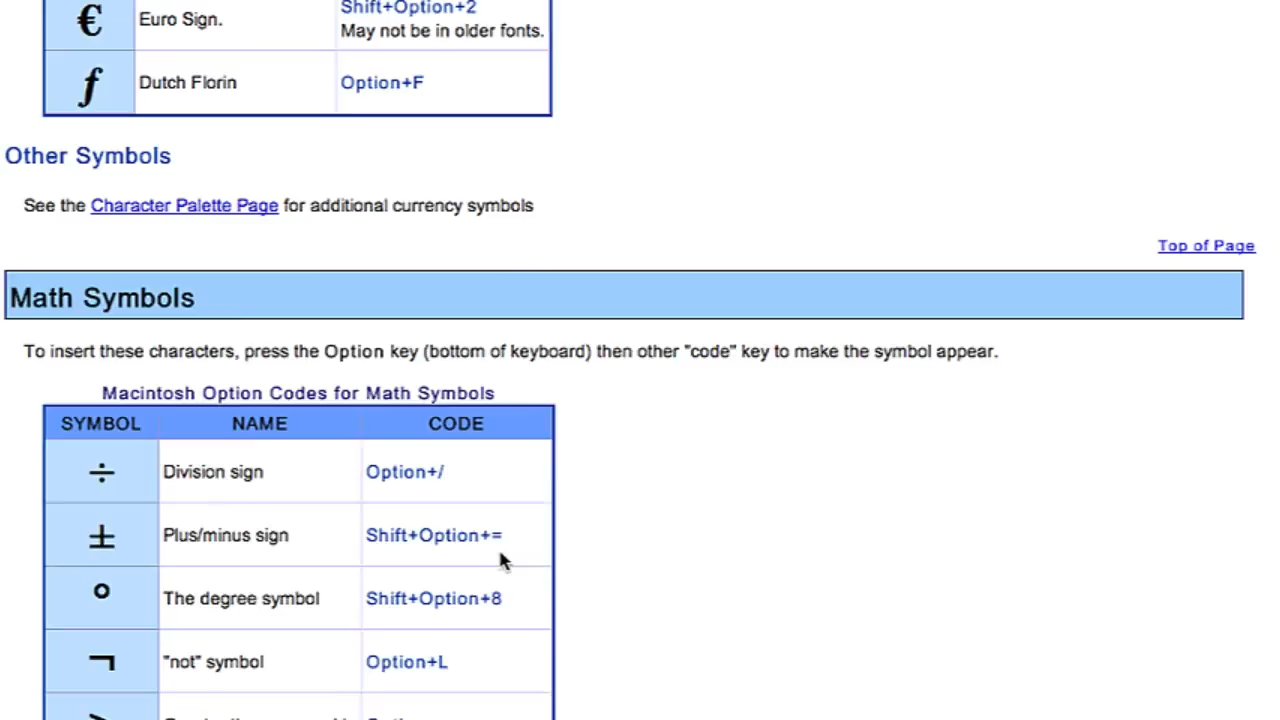 € Euro Sign. Shift+Option+2
May not be in older fonts.
ƒ Dutch Florin Option+F
Other Symbols
See the Character Palette Page for additional currency symbols
Top of Page
Math Symbols
To insert these characters, press the Option key (bottom of keyboard) then other "code" key to make the symbol appear.
Macintosh Option Codes for Math Symbols
SYMBOL NAME CODE
÷ Division sign Option+/
± Plus/minus sign Shift+Option+=
° The degree symbol Shift+Option+8
¬ "not" symbol Option+L